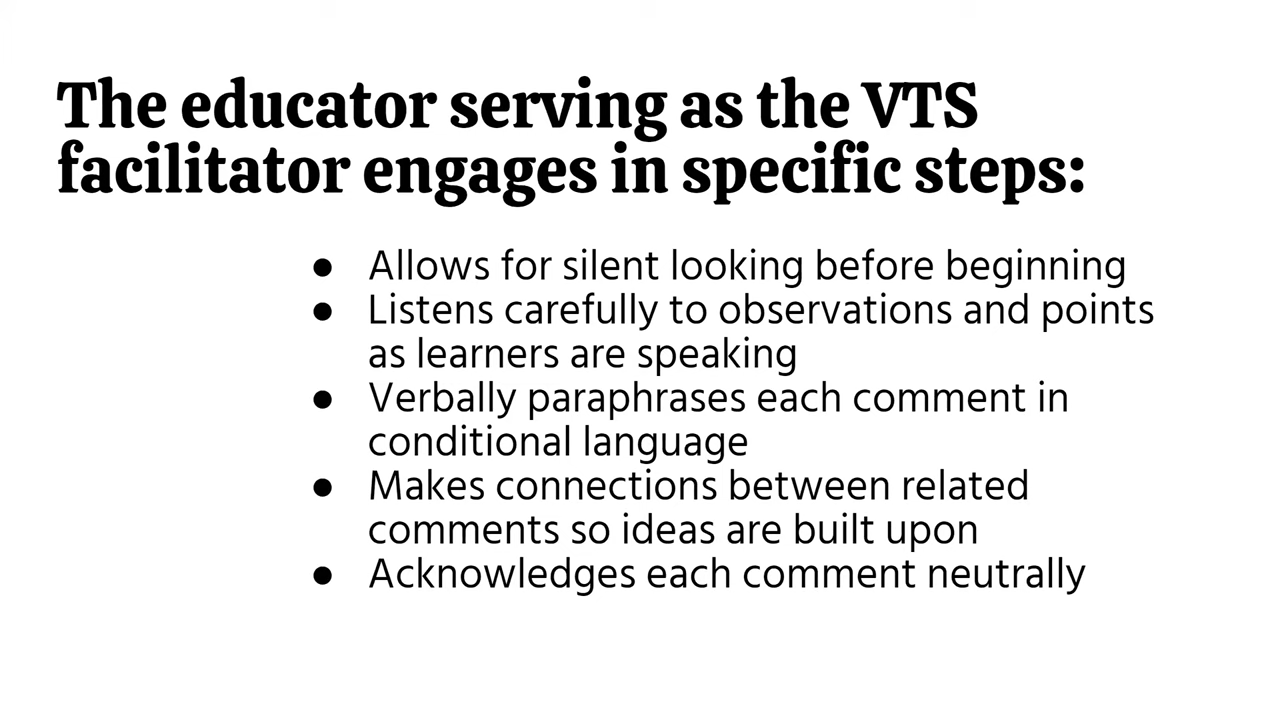 The educator serving as the VTS
facilitator engages in specific steps:
● Allows for silent looking before beginning
● Listens carefully to observations and points
as learners are speaking
● Verbally paraphrases each comment in
conditional language
● Makes connections between related
comments so ideas are built upon
● Acknowledges each comment neutrally